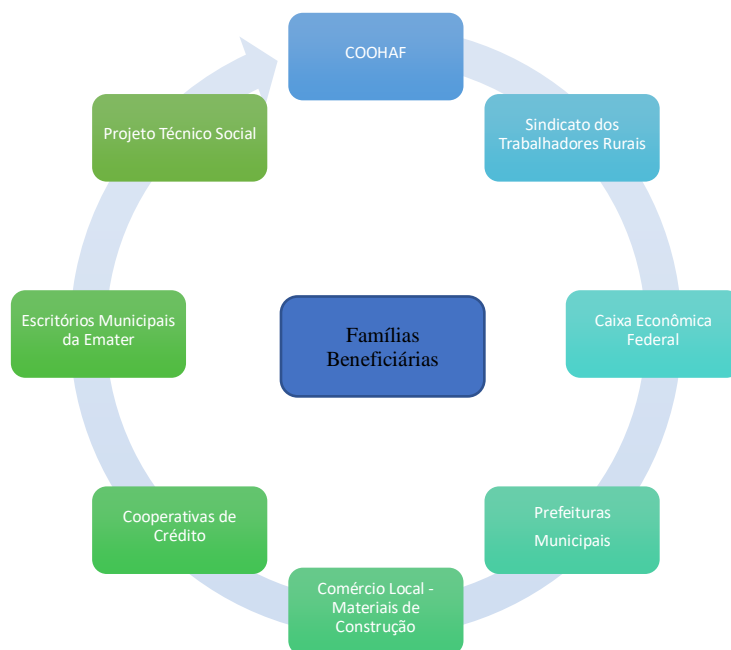 COOHAF
Sindicato dos
Trabalhadores Rurais
Caixa Econômica
Federal
Prefeituras
Municipais
Comércio Local -
Materiais de
Construção
Cooperativas de
Crédito
Escritórios Municipais
da Emater
Projeto Técnico Social
Famílias
Beneficiárias